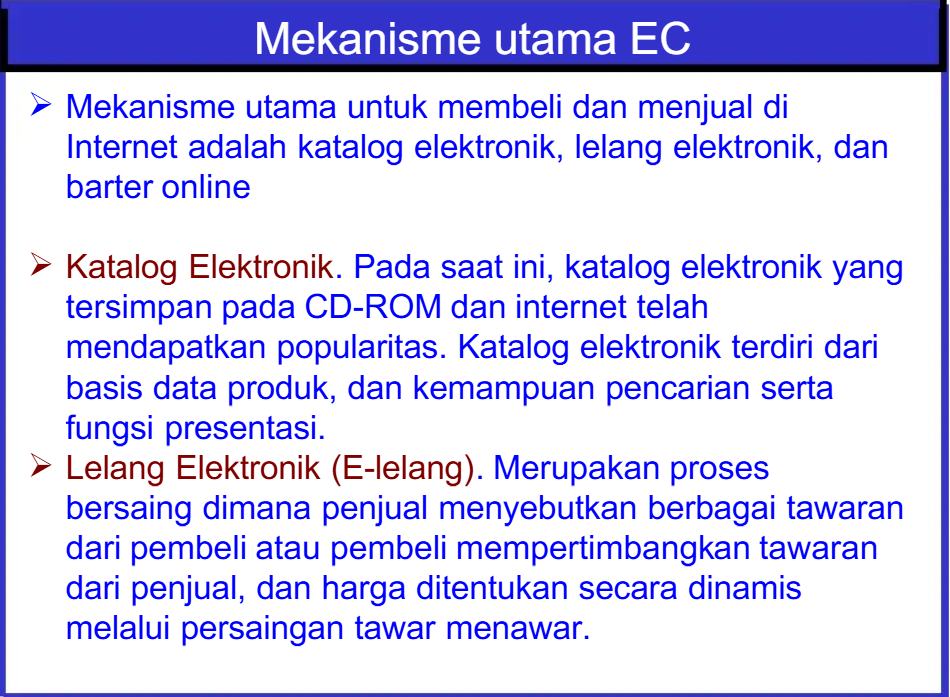 Mekanisme utama EC
Mekanisme utama untuk membeli dan menjual di
Internet adalah katalog elektronik, lelang elektronik, dan
barter online
Katalog Elektronik. Pada saat ini, katalog elektronik yang
tersimpan pada CD-ROM dan internet telah
mendapatkan popularitas. Katalog elektronik terdiri dari
basis data produk, dan kemampuan pencarian serta
fungsi presentasi.
Lelang Elektronik (E-lelang). Merupakan proses
bersaing dimana penjual menyebutkan berbagai tawaran
dari pembeli atau pembeli mempertimbangkan tawaran
dari penjual, dan harga ditentukan secara dinamis
melalui persaingan tawar menawar.